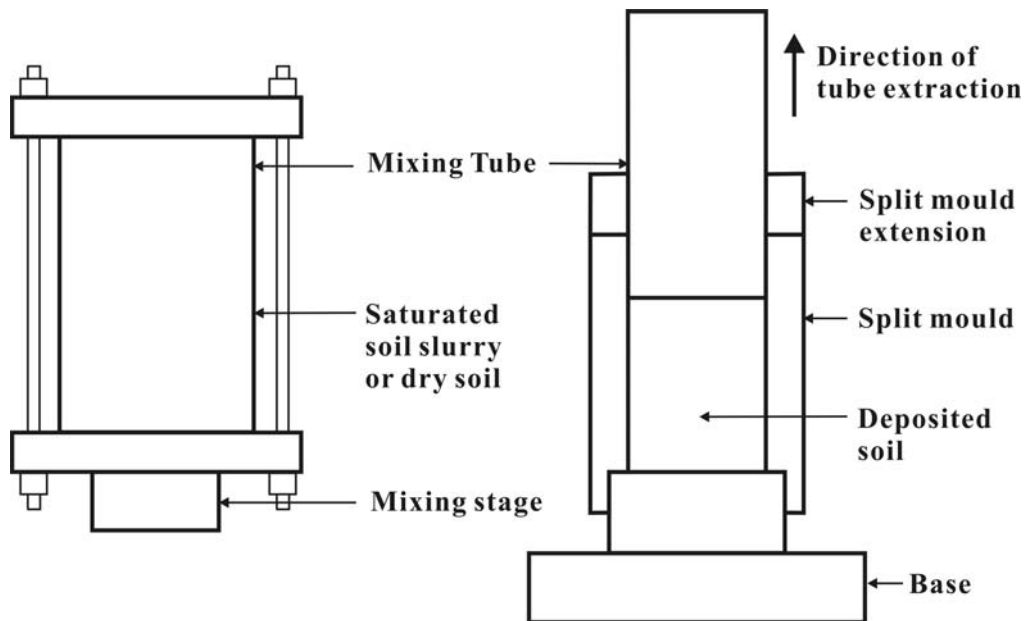 Direction of
tube extraction
Mixing Tube
Split mould
extension
Saturated
soil slurry
or dry soil
Split mould
Deposited
soil
Mixing stage
Base